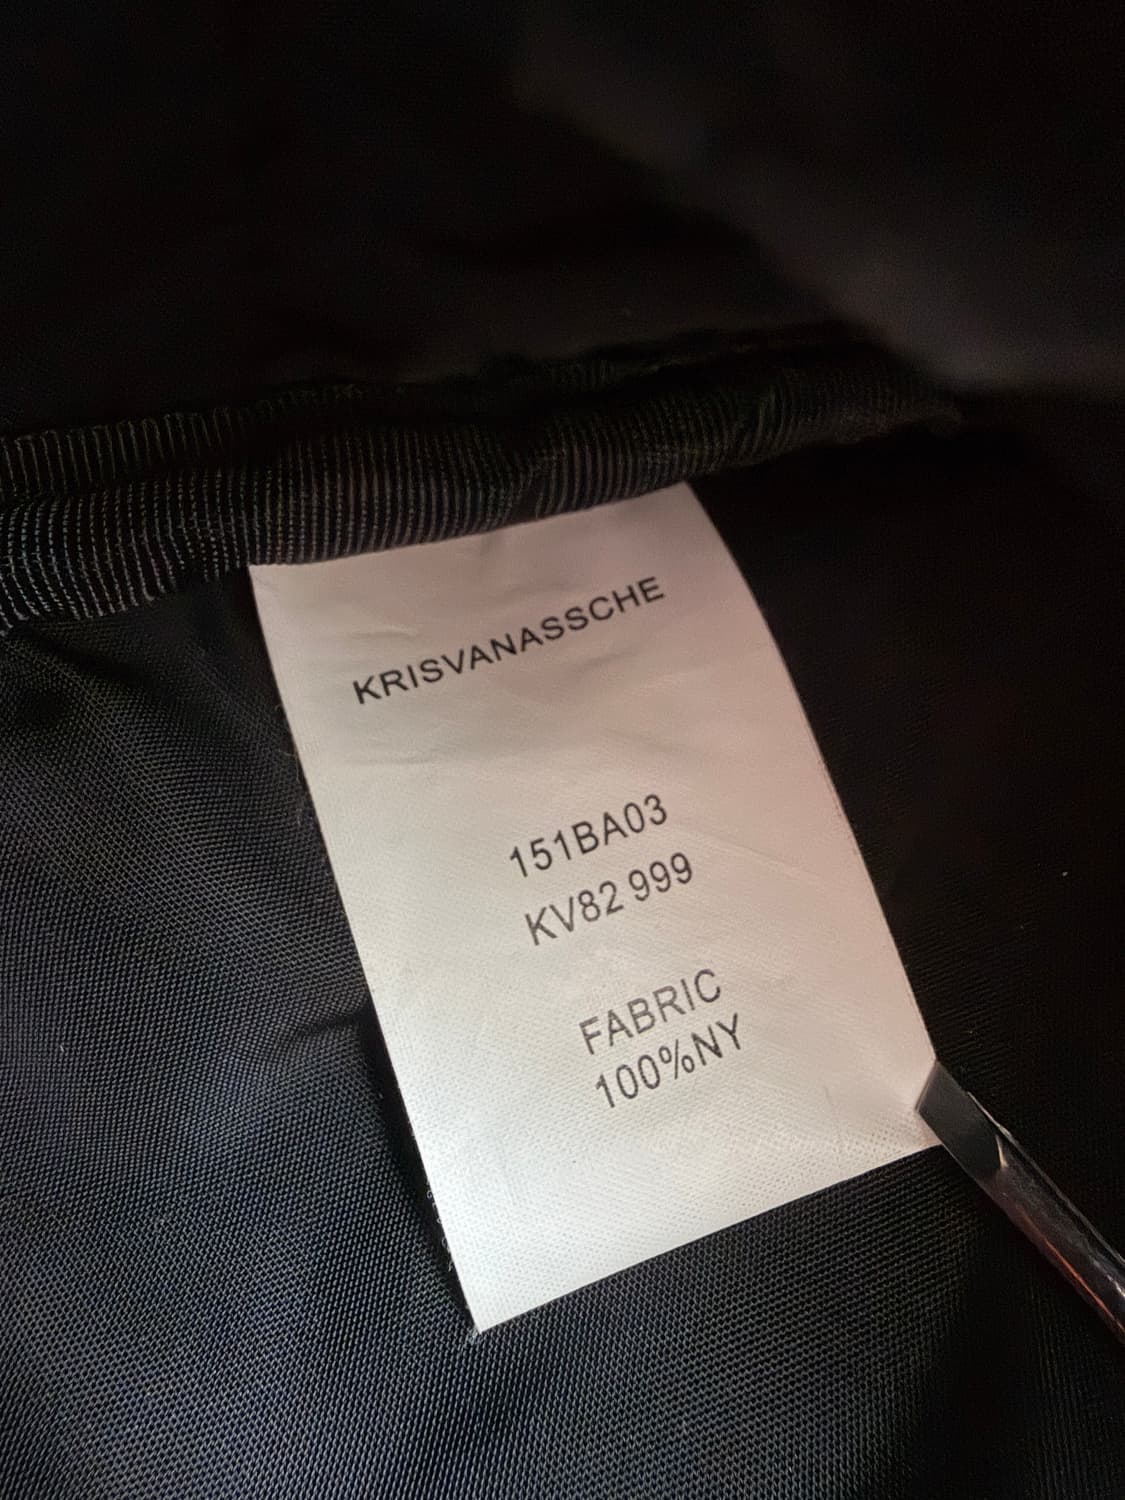 KRISVANASSCHE
151BA03
KV82 999
FABRIC
100%NY